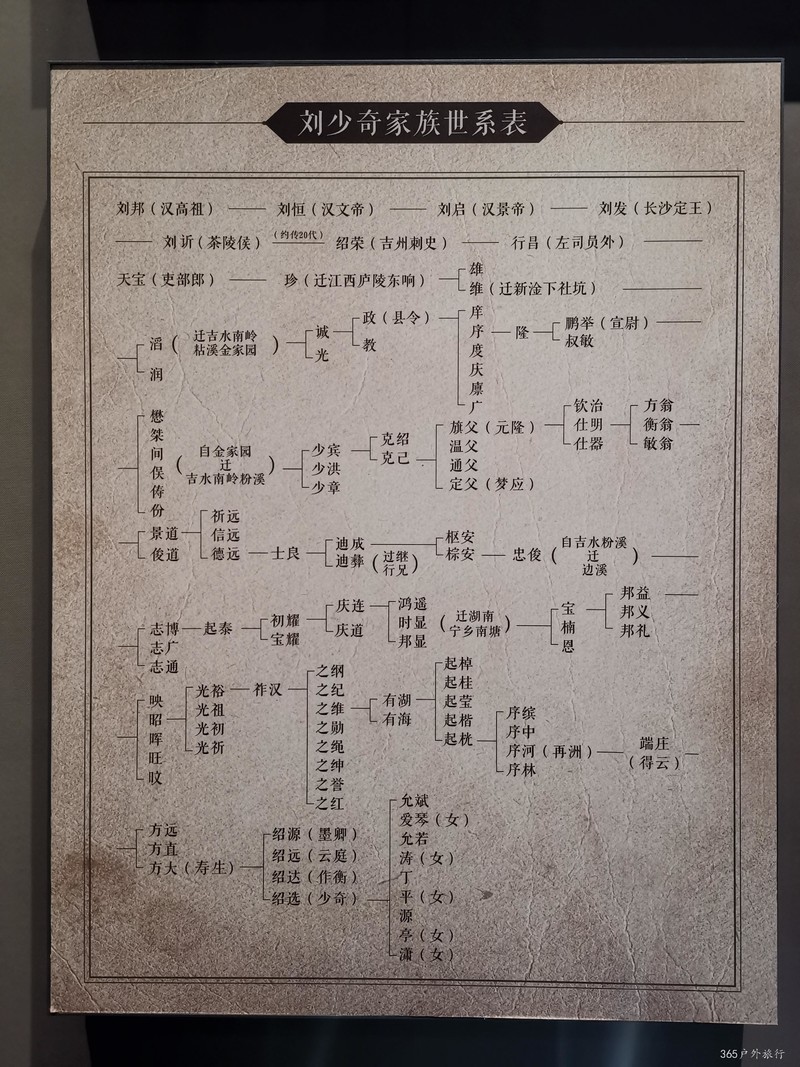 刘少奇家族世系表
刘邦（汉高祖） 刘恒（汉文帝） 刘启（汉景帝） 刘发（长沙定王）
刘䜣（茶陵侯） （约传20代） 绍荣（吉州刺史） 行昌（左司员外）
天宝（吏部郎） 珍（迁江西庐陵东响） 雄
维（迁新淦下社坑）
滔（迁吉水南岭粘溪金家园） 诚 政（县令） 庠 隆 鹏举（宣尉）
润 光 教 序 叔敏
度
庆
廪
广
懋 （自金家园迁吉水南岭粉溪） 少宾 克绍 旗父（元隆） 钦治 方翁
桀 少洪 克己 温父 仕明 衡翁
间 少章 通父 仕器 敏翁
俣 定父（梦应）
俦
份
景道 祈远 士良 迪成 枢安 忠俊（自吉水粉溪迁边溪）
俊道 信远 迪彝（过继行兄） 棕安
德远
志博 起泰 初耀 庆连 鸿遥 （迁湖南宁乡南塘） 宝 邦益
志广 宝耀 庆道 时显 楠 邦义
志通 邦显 恩 邦礼
映 光裕 祚汉 之纲 有湖 起棹 序缤 端庄（得云）
昭 光祖 之纪 有海 起桂 序中
晖 光初 之维 起莹 序河（再洲）
旺 光祈 之勋 起楷 序林
旼 之绳 起桄
之绅
之誉
之红
方远 绍源（墨卿） 允斌
方直 绍远（云庭） 爱琴（女）
方大（寿生） 绍达（作衡） 允若
绍选（少奇） 涛（女）
丁
平（女）
源
亭（女）
潇（女）
365户外旅行